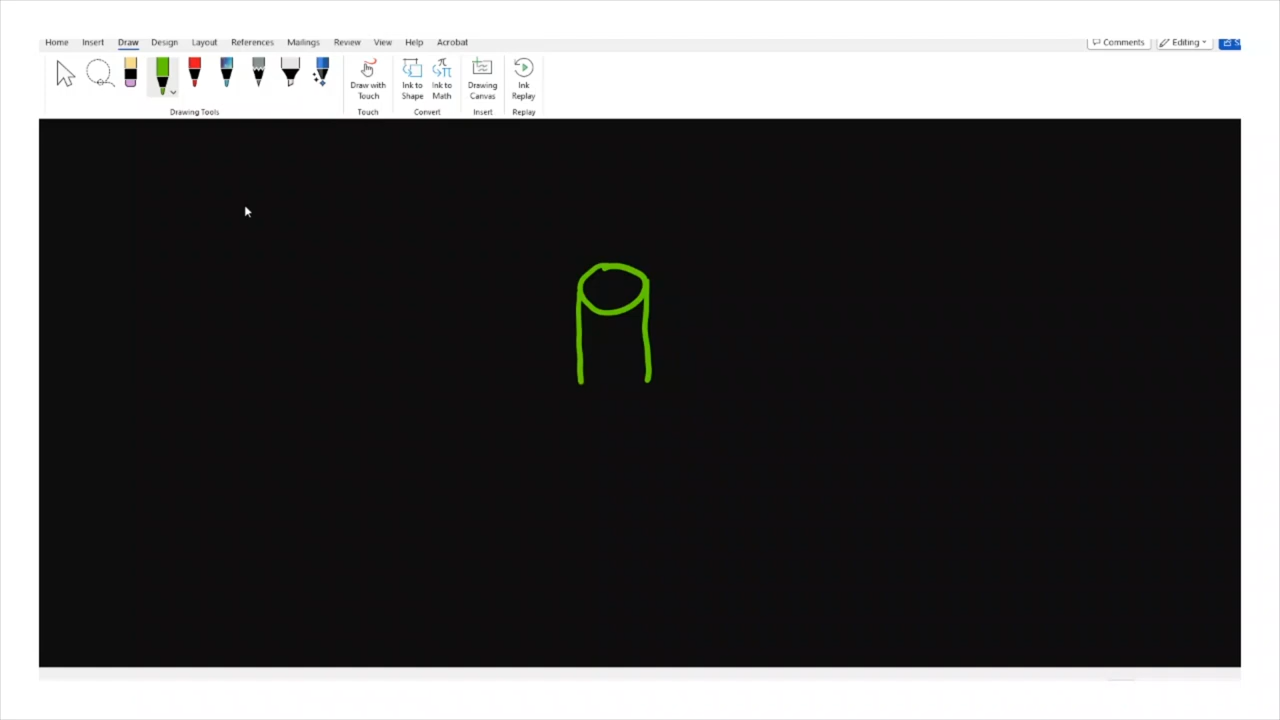 Home Insert Draw Design Layout References Mailings Review View Help Acrobat Comments Editing
Draw with Touch
Ink to Shape
Ink to Math
Drawing Canvas
Ink Replay
Drawing Tools Touch Convert Insert Replay